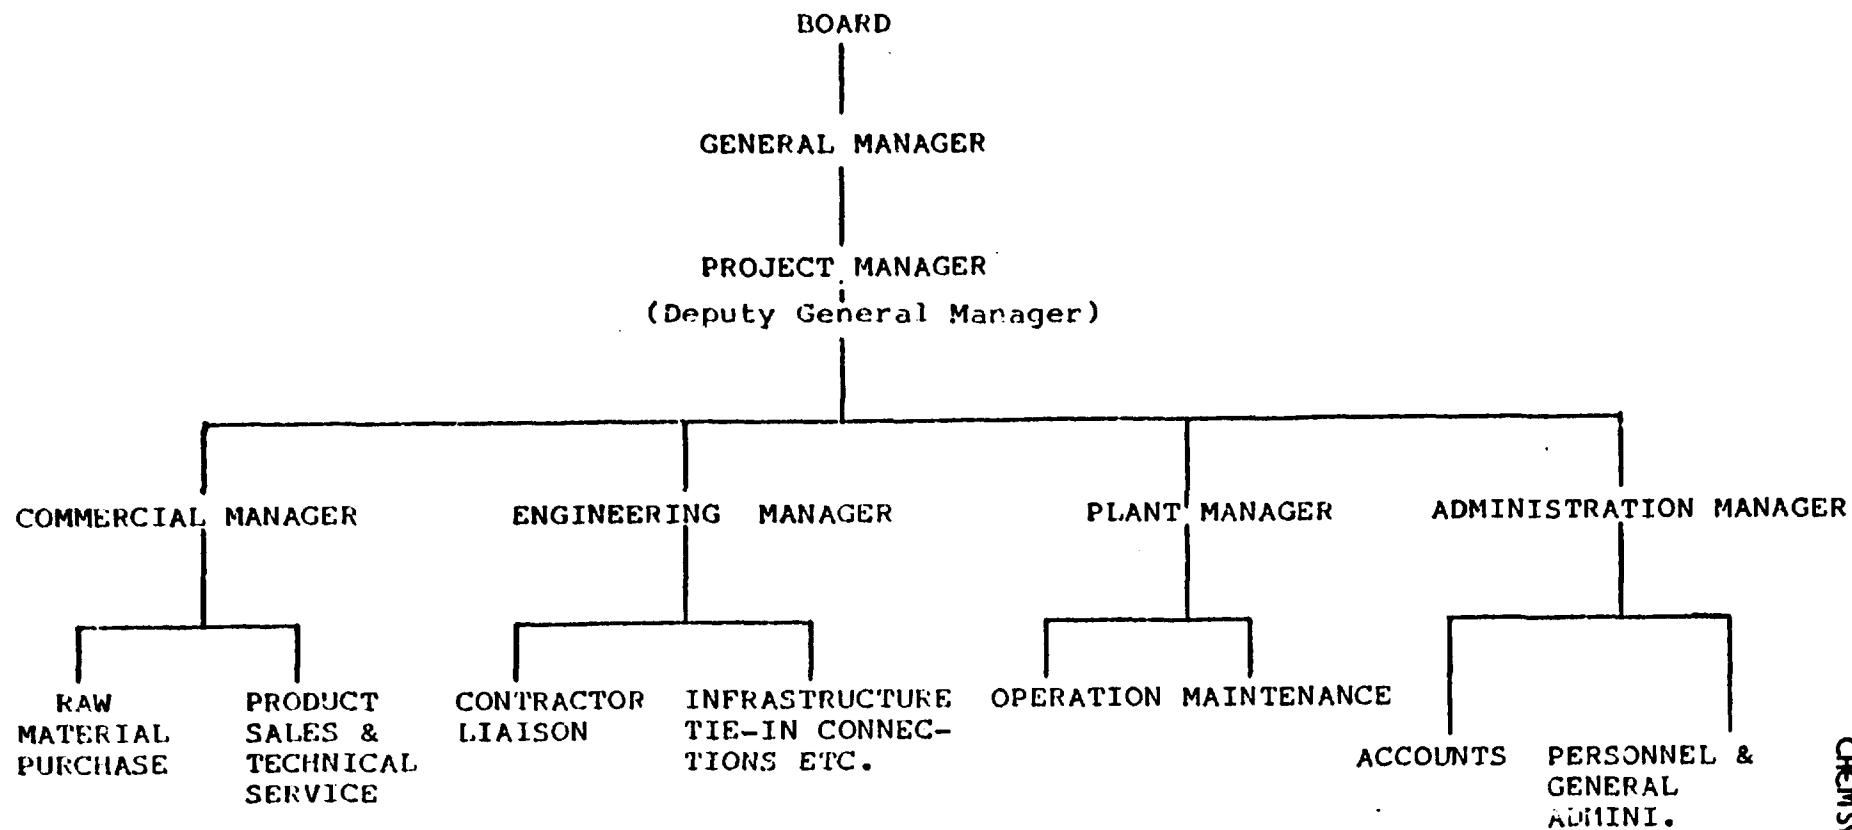 BOARD
GENERAL MANAGER
PROJECT MANAGER
(Deputy General Manager)
COMMERCIAL MANAGER
ENGINEERING MANAGER
PLANT MANAGER
ADMINISTRATION MANAGER
RAW
MATERIAL
PURCHASE
PRODUCT
SALES &
TECHNICAL
SERVICE
CONTRACTOR
LIAISON
INFRASTRUCTURE
TIE-IN CONNEC-
TIONS ETC.
OPERATION
MAINTENANCE
ACCOUNTS
PERSONNEL &
GENERAL
ADMINI.